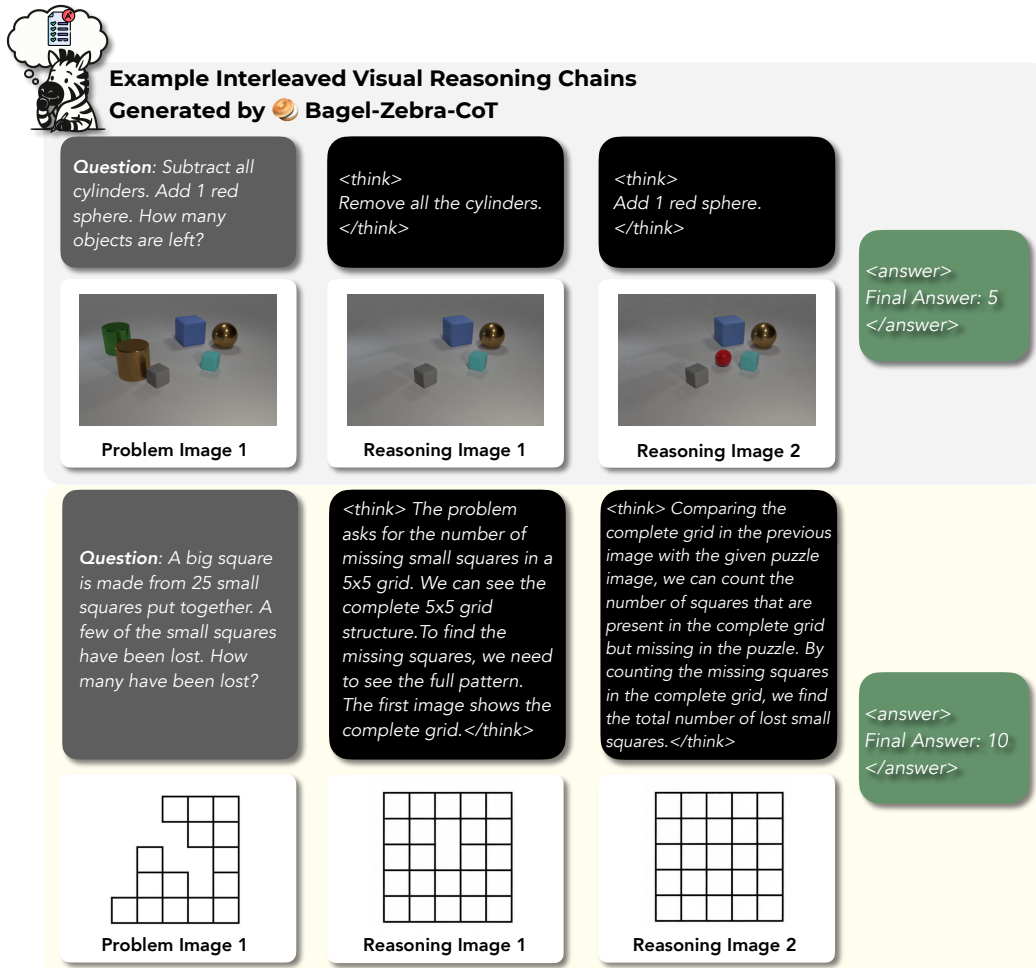 Example Interleaved Visual Reasoning Chains
Generated by Bagel-Zebra-CoT
Question: Subtract all
cylinders. Add 1 red
sphere. How many
objects are left?
<think>
Remove all the cylinders.
</think>
<think>
Add 1 red sphere.
</think>
<answer>
Final Answer: 5
</answer>
Problem Image 1
Reasoning Image 1
Reasoning Image 2
Question: A big square
is made from 25 small
squares put together. A
few of the small squares
have been lost. How
many have been lost?
<think> The problem
asks for the number of
missing small squares in a
5x5 grid. We can see the
complete 5x5 grid
structure.To find the
missing squares, we need
to see the full pattern.
The first image shows the
complete grid.</think>
<think> Comparing the
complete grid in the previous
image with the given puzzle
image, we can count the
number of squares that are
present in the complete grid
but missing in the puzzle. By
counting the missing squares
in the complete grid, we find
the total number of lost small
squares.</think>
<answer>
Final Answer: 10
</answer>
Problem Image 1
Reasoning Image 1
Reasoning Image 2